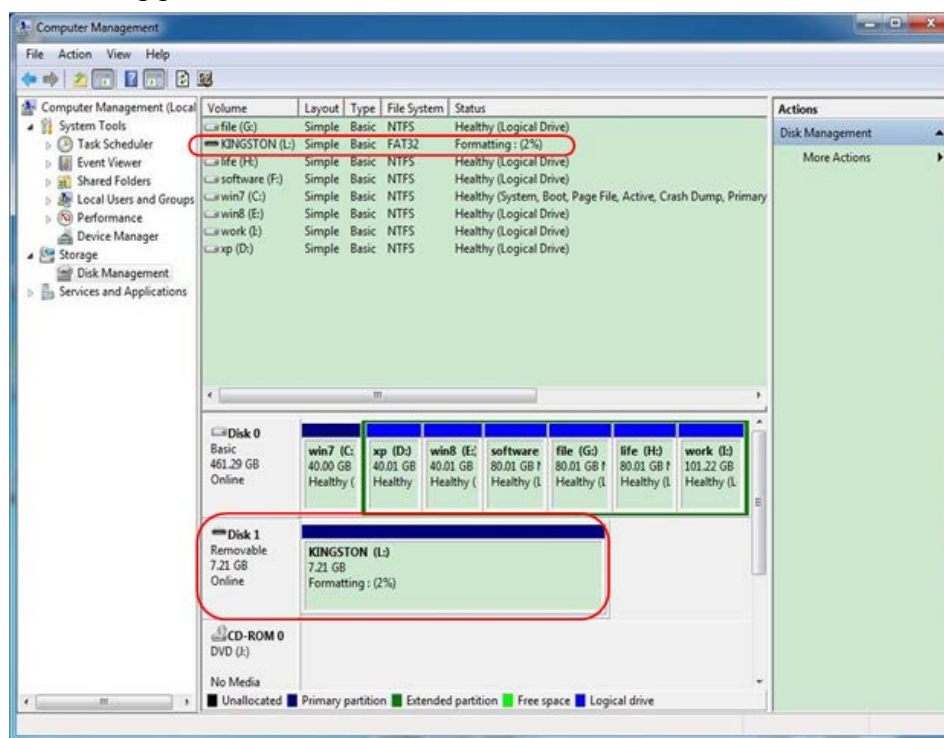 Computer Management
File Action View Help
Computer Management (Local
System Tools
Task Scheduler
Event Viewer
Shared Folders
Local Users and Groups
Performance
Device Manager
Storage
Disk Management
Services and Applications
Volume Layout Type File System Status
file (G:) Simple Basic NTFS Healthy (Logical Drive)
KINGSTON (L:) Simple Basic FAT32 Formatting : (2%)
life (H:) Simple Basic NTFS Healthy (Logical Drive)
software (F:) Simple Basic NTFS Healthy (Logical Drive)
win7 (C:) Simple Basic NTFS Healthy (System, Boot, Page File, Active, Crash Dump, Primary
win8 (E:) Simple Basic NTFS Healthy (Logical Drive)
work (I:) Simple Basic NTFS Healthy (Logical Drive)
xp (D:) Simple Basic NTFS Healthy (Logical Drive)
Actions
Disk Management
More Actions
Disk 0
Basic
461.29 GB
Online
win7 (C:
40.00 GB
Healthy (
xp (D:)
40.01 GB
Healthy
win8 (E:
40.01 GB
Healthy (
software
80.01 GB
Healthy (L
file (G:)
80.01 GB
Healthy (L
life (H:)
80.01 GB
Healthy (L
work (I:)
101.22 GB
Healthy (L
Disk 1
Removable
7.21 GB
Online
KINGSTON (L:)
7.21 GB
Formatting : (2%)
CD-ROM 0
DVD (J:)
No Media
Unallocated Primary partition Extended partition Free space Logical drive